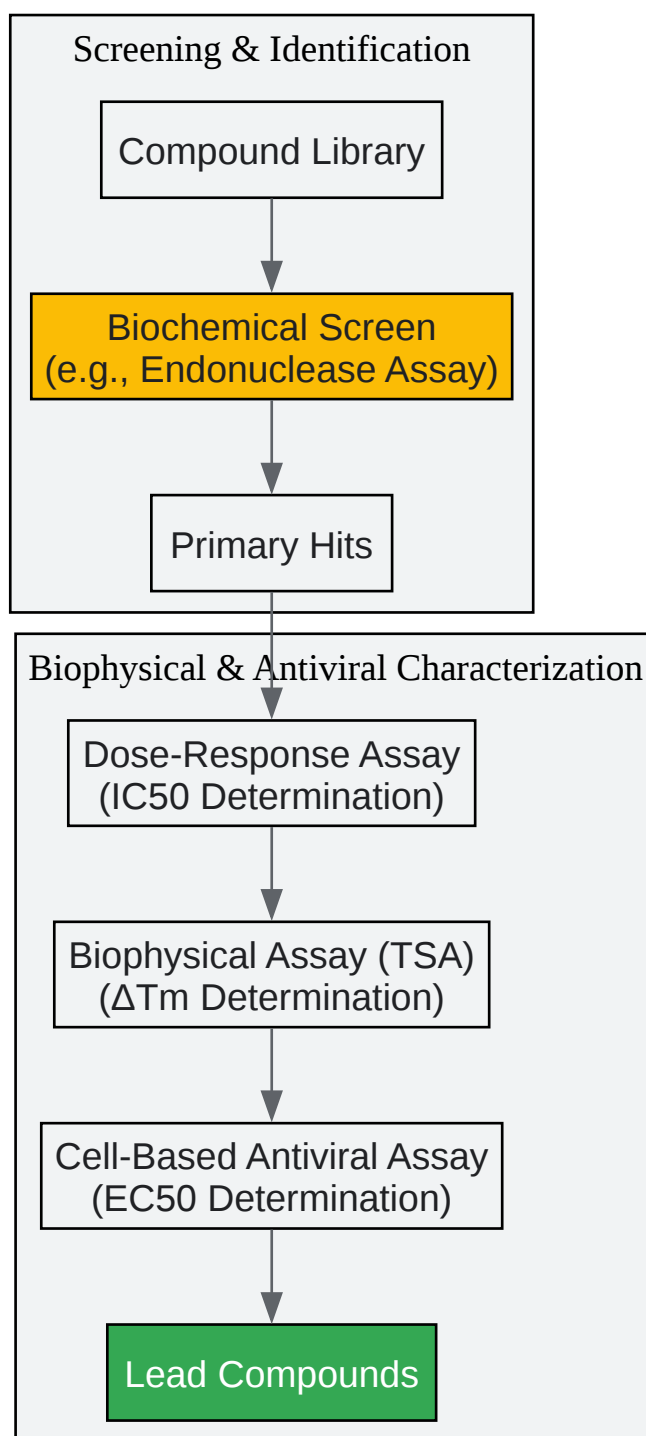 Screening & Identification
Compound Library
Biochemical Screen
(e.g., Endonuclease Assay)
Primary Hits
Biophysical & Antiviral Characterization
Dose-Response Assay
(IC50 Determination)
Biophysical Assay (TSA)
(ΔTm Determination)
Cell-Based Antiviral Assay
(EC50 Determination)
Lead Compounds